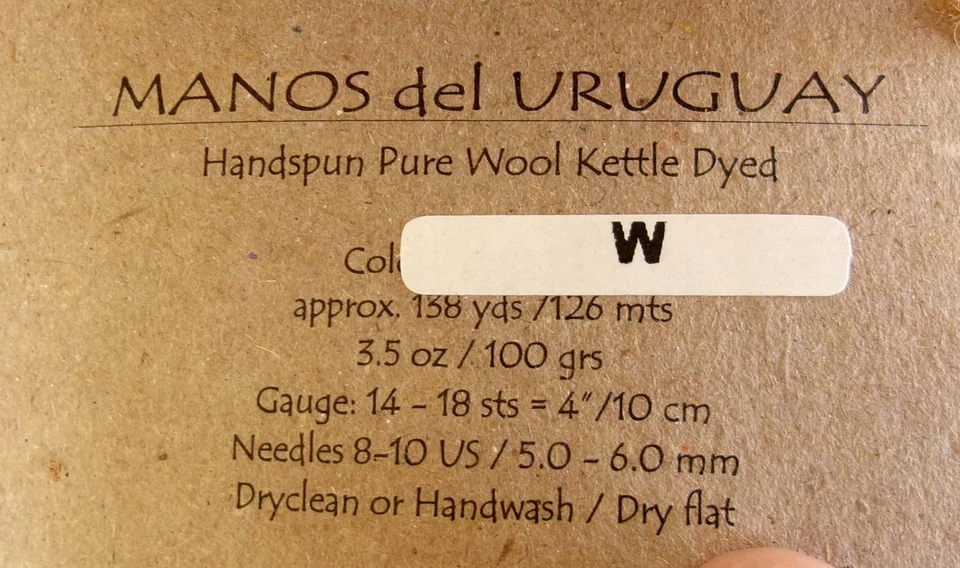 MANOS del URUGUAY
Handspun Pure Wool Kettle Dyed
W
approx. 138 yds /126 mts
3.5 oz / 100 grs
Gauge: 14 - 18 sts = 4"/10 cm
Needles 8-10 US / 5.0 - 6.0 mm
Dryclean or Handwash / Dry flat